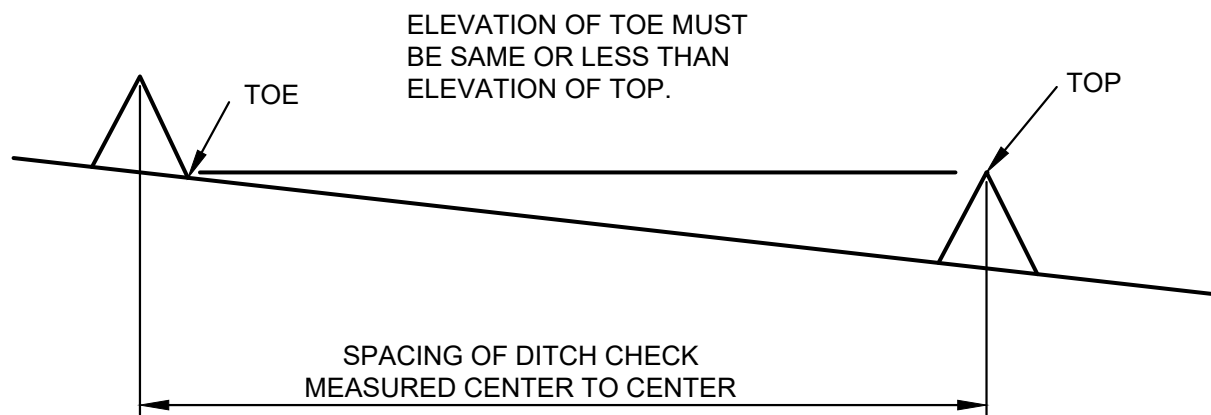 ELEVATION OF TOE MUST
BE SAME OR LESS THAN
ELEVATION OF TOP.
TOE
TOP
SPACING OF DITCH CHECK
MEASURED CENTER TO CENTER